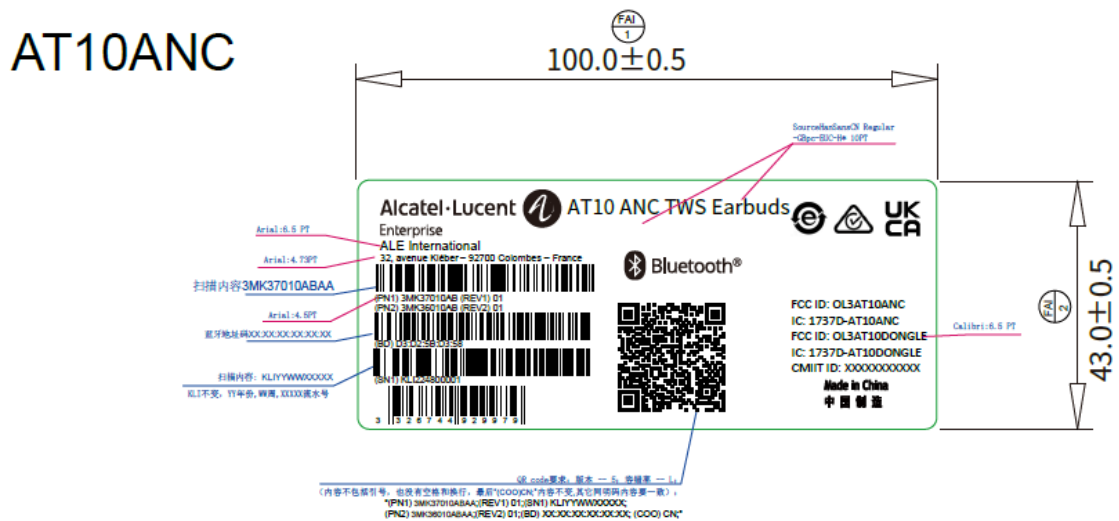 AT10ANC
FAI
1
100.0±0.5
SourceHanSansCN Regular
-GBpc-EUC-H* 10PT
Alcatel·Lucent
Enterprise
AT10 ANC TWS Earbuds
UK
CA
Arial:6.5 PT
ALE International
Arial:4.73PT
32, avenue Kléber – 92700 Colombes – France
Bluetooth®
扫描内容3MK37010ABAA
(PN1) 3MK37010AB (REV1) 01
(PN2) 3MK36010AB (REV2) 01
Arial:4.5PT
蓝牙地址码XX:XX:XX:XX:XX:XX
(BD) D3:D2:5B:D3:58
扫描内容: KLIYYWWXXXXX
KLI不变, YY年份, WW周, XXXXX流水号
(SN1) KLI2234800001
3 326744 929979
FCC ID: OL3AT10ANC
IC: 1737D-AT10ANC
FCC ID: OL3AT10DONGLE
IC: 1737D-AT10DONGLE
CMIIT ID: XXXXXXXXXXX
Calibri:6.5 PT
Made in China
中国制造
FAI
2
43.0±0.5
QR code要求: 版本 -- 5, 容错率 -- L,
(内容不包括引号, 也没有空格和换行, 最后"(COO)CN;"内容不变,其它同明码内容要一致):
"(PN1) 3MK37010ABAA;(REV1) 01;(SN1) KLIYYWWXXXXX;
(PN2) 3MK36010ABAA;(REV2) 01;(BD) XX:XX:XX:XX:XX:XX; (COO) CN;"